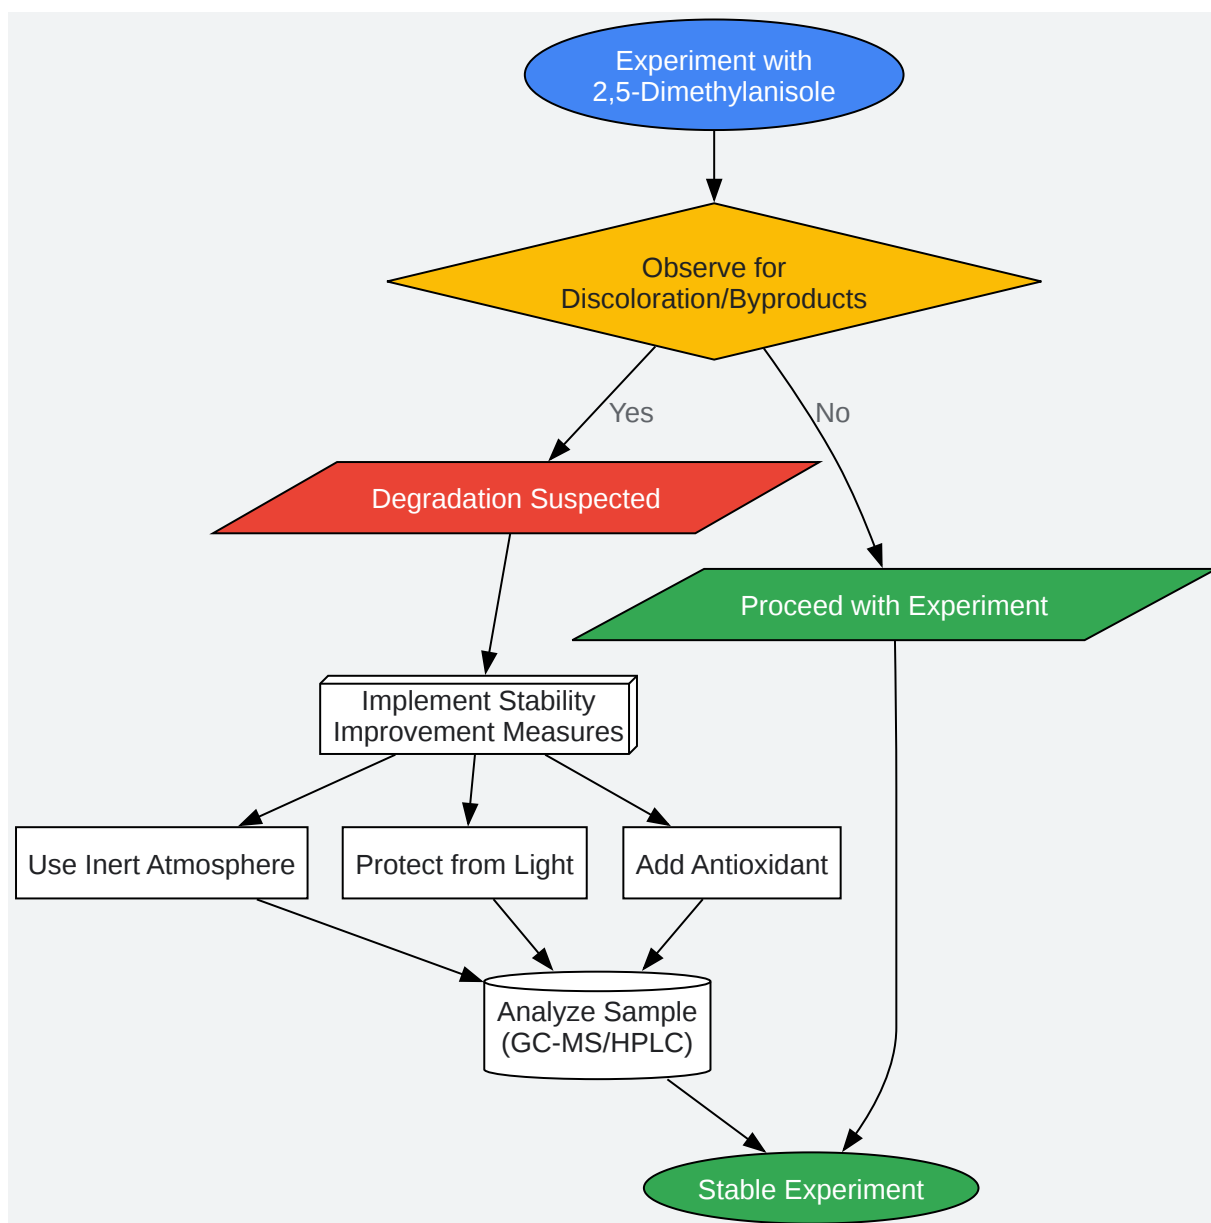 Experiment with
2,5-Dimethylanisole
Observe for
Discoloration/Byproducts
Yes
No
Degradation Suspected
Proceed with Experiment
Implement Stability
Improvement Measures
Use Inert Atmosphere
Protect from Light
Add Antioxidant
Analyze Sample
(GC-MS/HPLC)
Stable Experiment